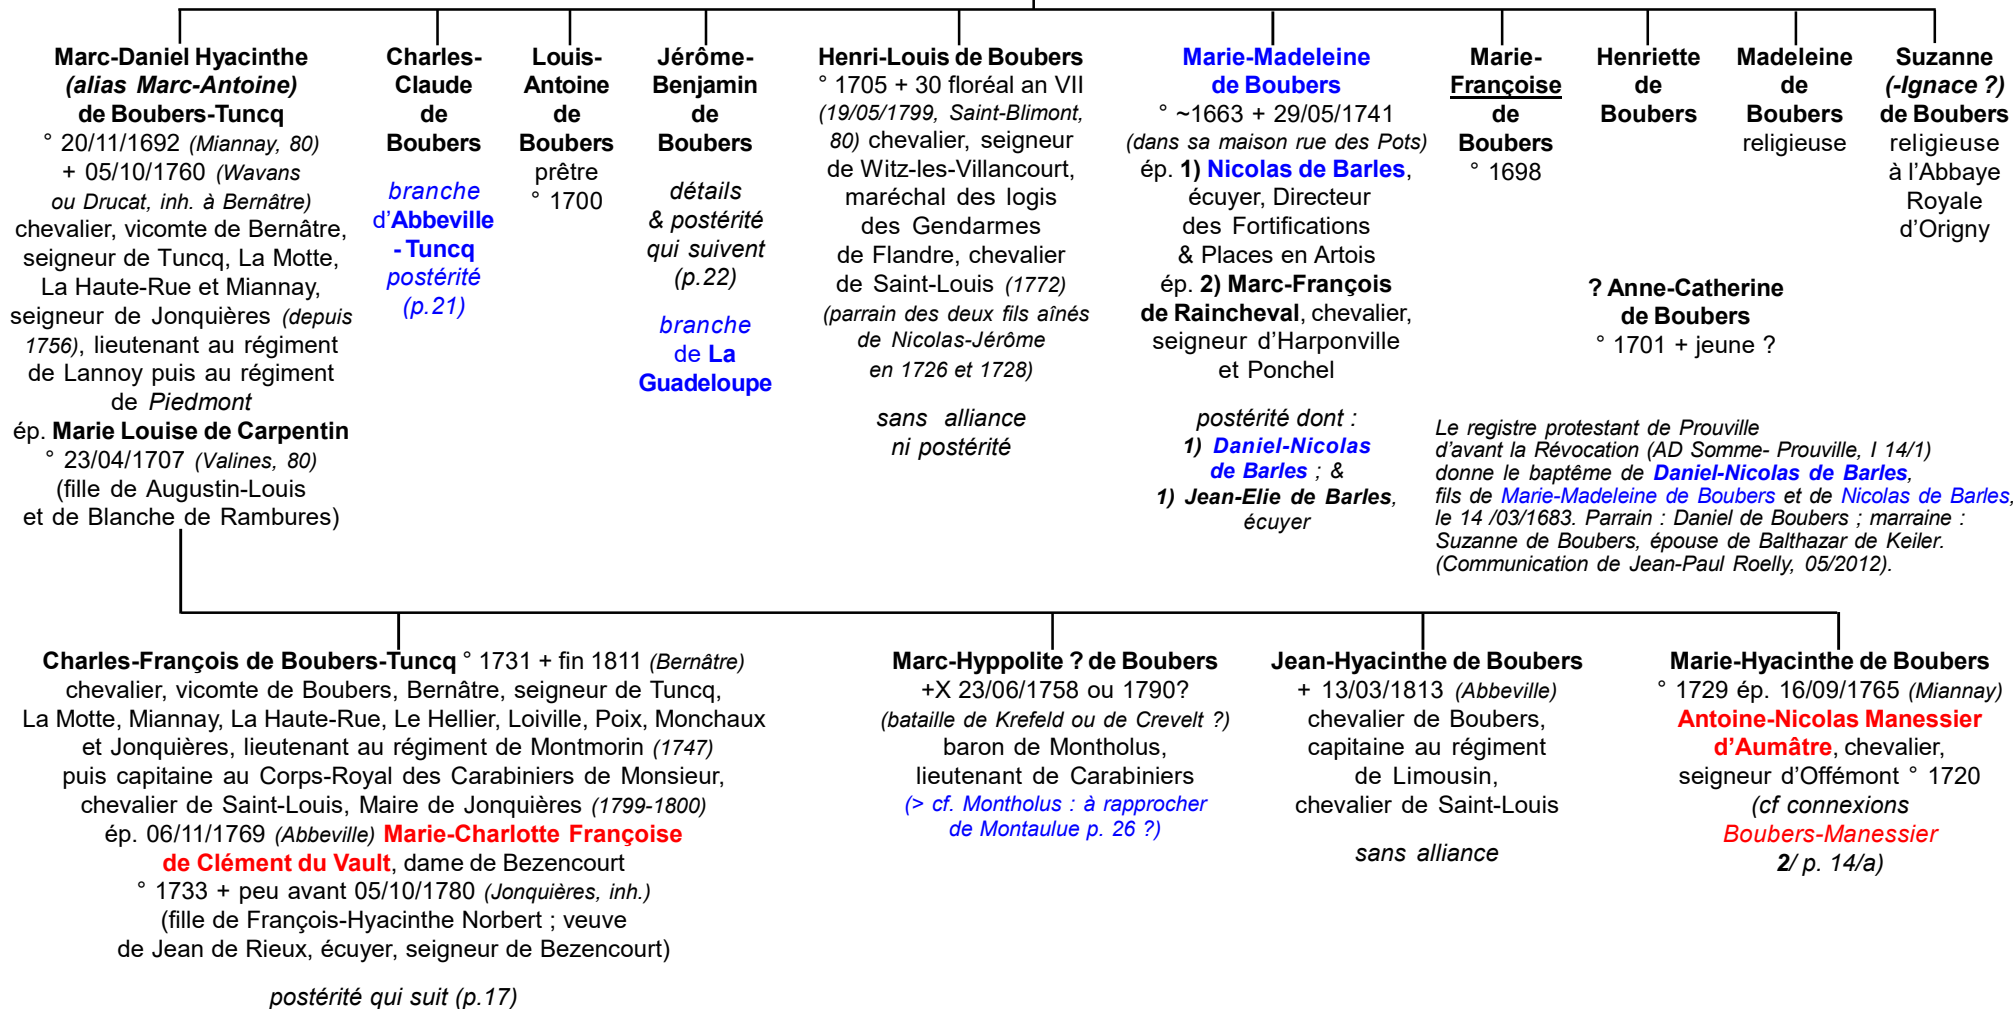 Marc-Daniel Hyacinthe
(alias Marc-Antoine)
de Boubers-Tuncq
° 20/11/1692 (Miannay, 80)
+ 05/10/1760 (Wavans
ou Drucat, inh. à Bernâtre)
chevalier, vicomte de Bernâtre,
seigneur de Tuncq, La Motte,
La Haute-Rue et Miannay,
seigneur de Jonquières (depuis
1756), lieutenant au régiment
de Lannoy puis au régiment
de Piedmont
ép. Marie Louise de Carpentin
° 23/04/1707 (Valines, 80)
(fille de Augustin-Louis
et de Blanche de Rambures)
Charles-
Claude
de
Boubers
branche
d'Abbeville
- Tuncq
postérité
(p.21)
Louis-
Antoine
de
Boubers
prêtre
° 1700
Jérôme-
Benjamin
de
Boubers
détails
& postérité
qui suivent
(p.22)
branche
de La
Guadeloupe
Henri-Louis de Boubers
° 1705 + 30 floréal an VII
(19/05/1799, Saint-Blimont,
80) chevalier, seigneur
de Witz-les-Villancourt,
maréchal des logis
des Gendarmes
de Flandre, chevalier
de Saint-Louis (1772)
(parrain des deux fils aînés
de Nicolas-Jérôme
en 1726 et 1728)
sans alliance
ni postérité
Marie-Madeleine
de Boubers
° ~1663 + 29/05/1741
(dans sa maison rue des Pots)
ép. 1) Nicolas de Barles,
écuyer, Directeur
des Fortifications
& Places en Artois
ép. 2) Marc-François
de Raincheval, chevalier,
seigneur d'Harponville
et Ponchel
postérité dont :
1) Daniel-Nicolas
de Barles ; &
1) Jean-Elie de Barles,
écuyer
Marie-
Françoise
de
Boubers
° 1698
Henriette
de
Boubers
Madeleine
de
Boubers
religieuse
Suzanne
(-Ignace ?)
de Boubers
religieuse
à l'Abbaye
Royale
d'Origny
? Anne-Catherine
de Boubers
° 1701 + jeune ?
Le registre protestant de Prouville
d'avant la Révocation (AD Somme- Prouville, I 14/1)
donne le baptême de Daniel-Nicolas de Barles,
fils de Marie-Madeleine de Boubers et de Nicolas de Barles,
le 14 /03/1683. Parrain : Daniel de Boubers ; marraine :
Suzanne de Boubers, épouse de Balthazar de Keiler.
(Communication de Jean-Paul Roelly, 05/2012).
Charles-François de Boubers-Tuncq ° 1731 + fin 1811 (Bernâtre)
chevalier, vicomte de Boubers, Bernâtre, seigneur de Tuncq,
La Motte, Miannay, La Haute-Rue, Le Hellier, Loiville, Poix, Monchaux
et Jonquières, lieutenant au régiment de Montmorin (1747)
puis capitaine au Corps-Royal des Carabiniers de Monsieur,
chevalier de Saint-Louis, Maire de Jonquières (1799-1800)
ép. 06/11/1769 (Abbeville) Marie-Charlotte Françoise
de Clément du Vault, dame de Bezencourt
° 1733 + peu avant 05/10/1780 (Jonquières, inh.)
(fille de François-Hyacinthe Norbert ; veuve
de Jean de Rieux, écuyer, seigneur de Bezencourt)
postérité qui suit (p.17)
Marc-Hyppolite ? de Boubers
+X 23/06/1758 ou 1790?
(bataille de Krefeld ou de Crevelt ?)
baron de Montholus,
lieutenant de Carabiniers
(> cf. Montholus : à rapprocher
de Montaulue p. 26 ?)
Jean-Hyacinthe de Boubers
+ 13/03/1813 (Abbeville)
chevalier de Boubers,
capitaine au régiment
de Limousin,
chevalier de Saint-Louis
sans alliance
Marie-Hyacinthe de Boubers
° 1729 ép. 16/09/1765 (Miannay)
Antoine-Nicolas Manessier
d'Aumâtre, chevalier,
seigneur d'Offémont ° 1720
(cf connexions
Boubers-Manessier
2/ p. 14/a)